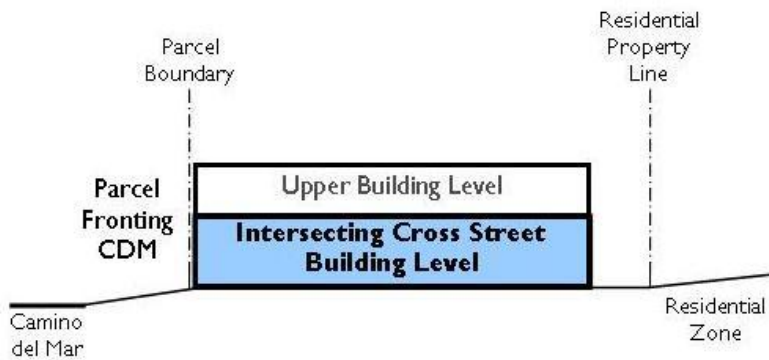 Parcel
Boundary
Residential
Property
Line
Parcel
Fronting
CDM
Upper Building Level
Intersecting Cross Street
Building Level
Camino
del Mar
Residential
Zone